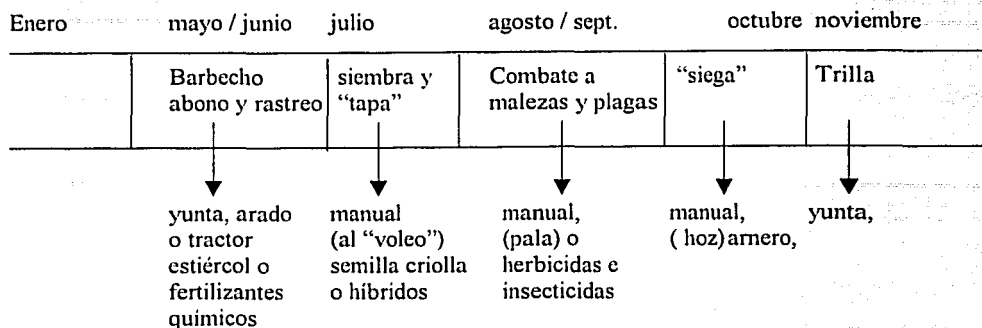 Enero mayo / junio julio agosto / sept. octubre noviembre
Barbecho
abono y rastreo
siembra y
“tapa”
Combate a
malezas y plagas
“siega”
Trilla
yunta, arado
o tractor
estiércol o
fertilizantes
químicos
manual
(al “voleo”)
semilla criolla
o híbridos
manual,
(pala) o
herbicidas e
insecticidas
manual,
( hoz) arnero,
yunta,